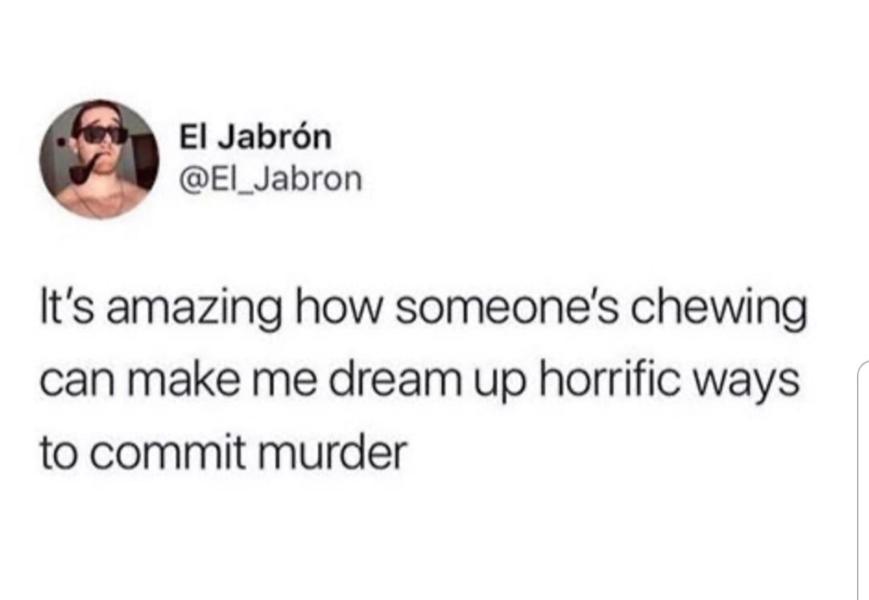 El Jabrón
@El_Jabron
It's amazing how someone's chewing
can make me dream up horrific ways
to commit murder